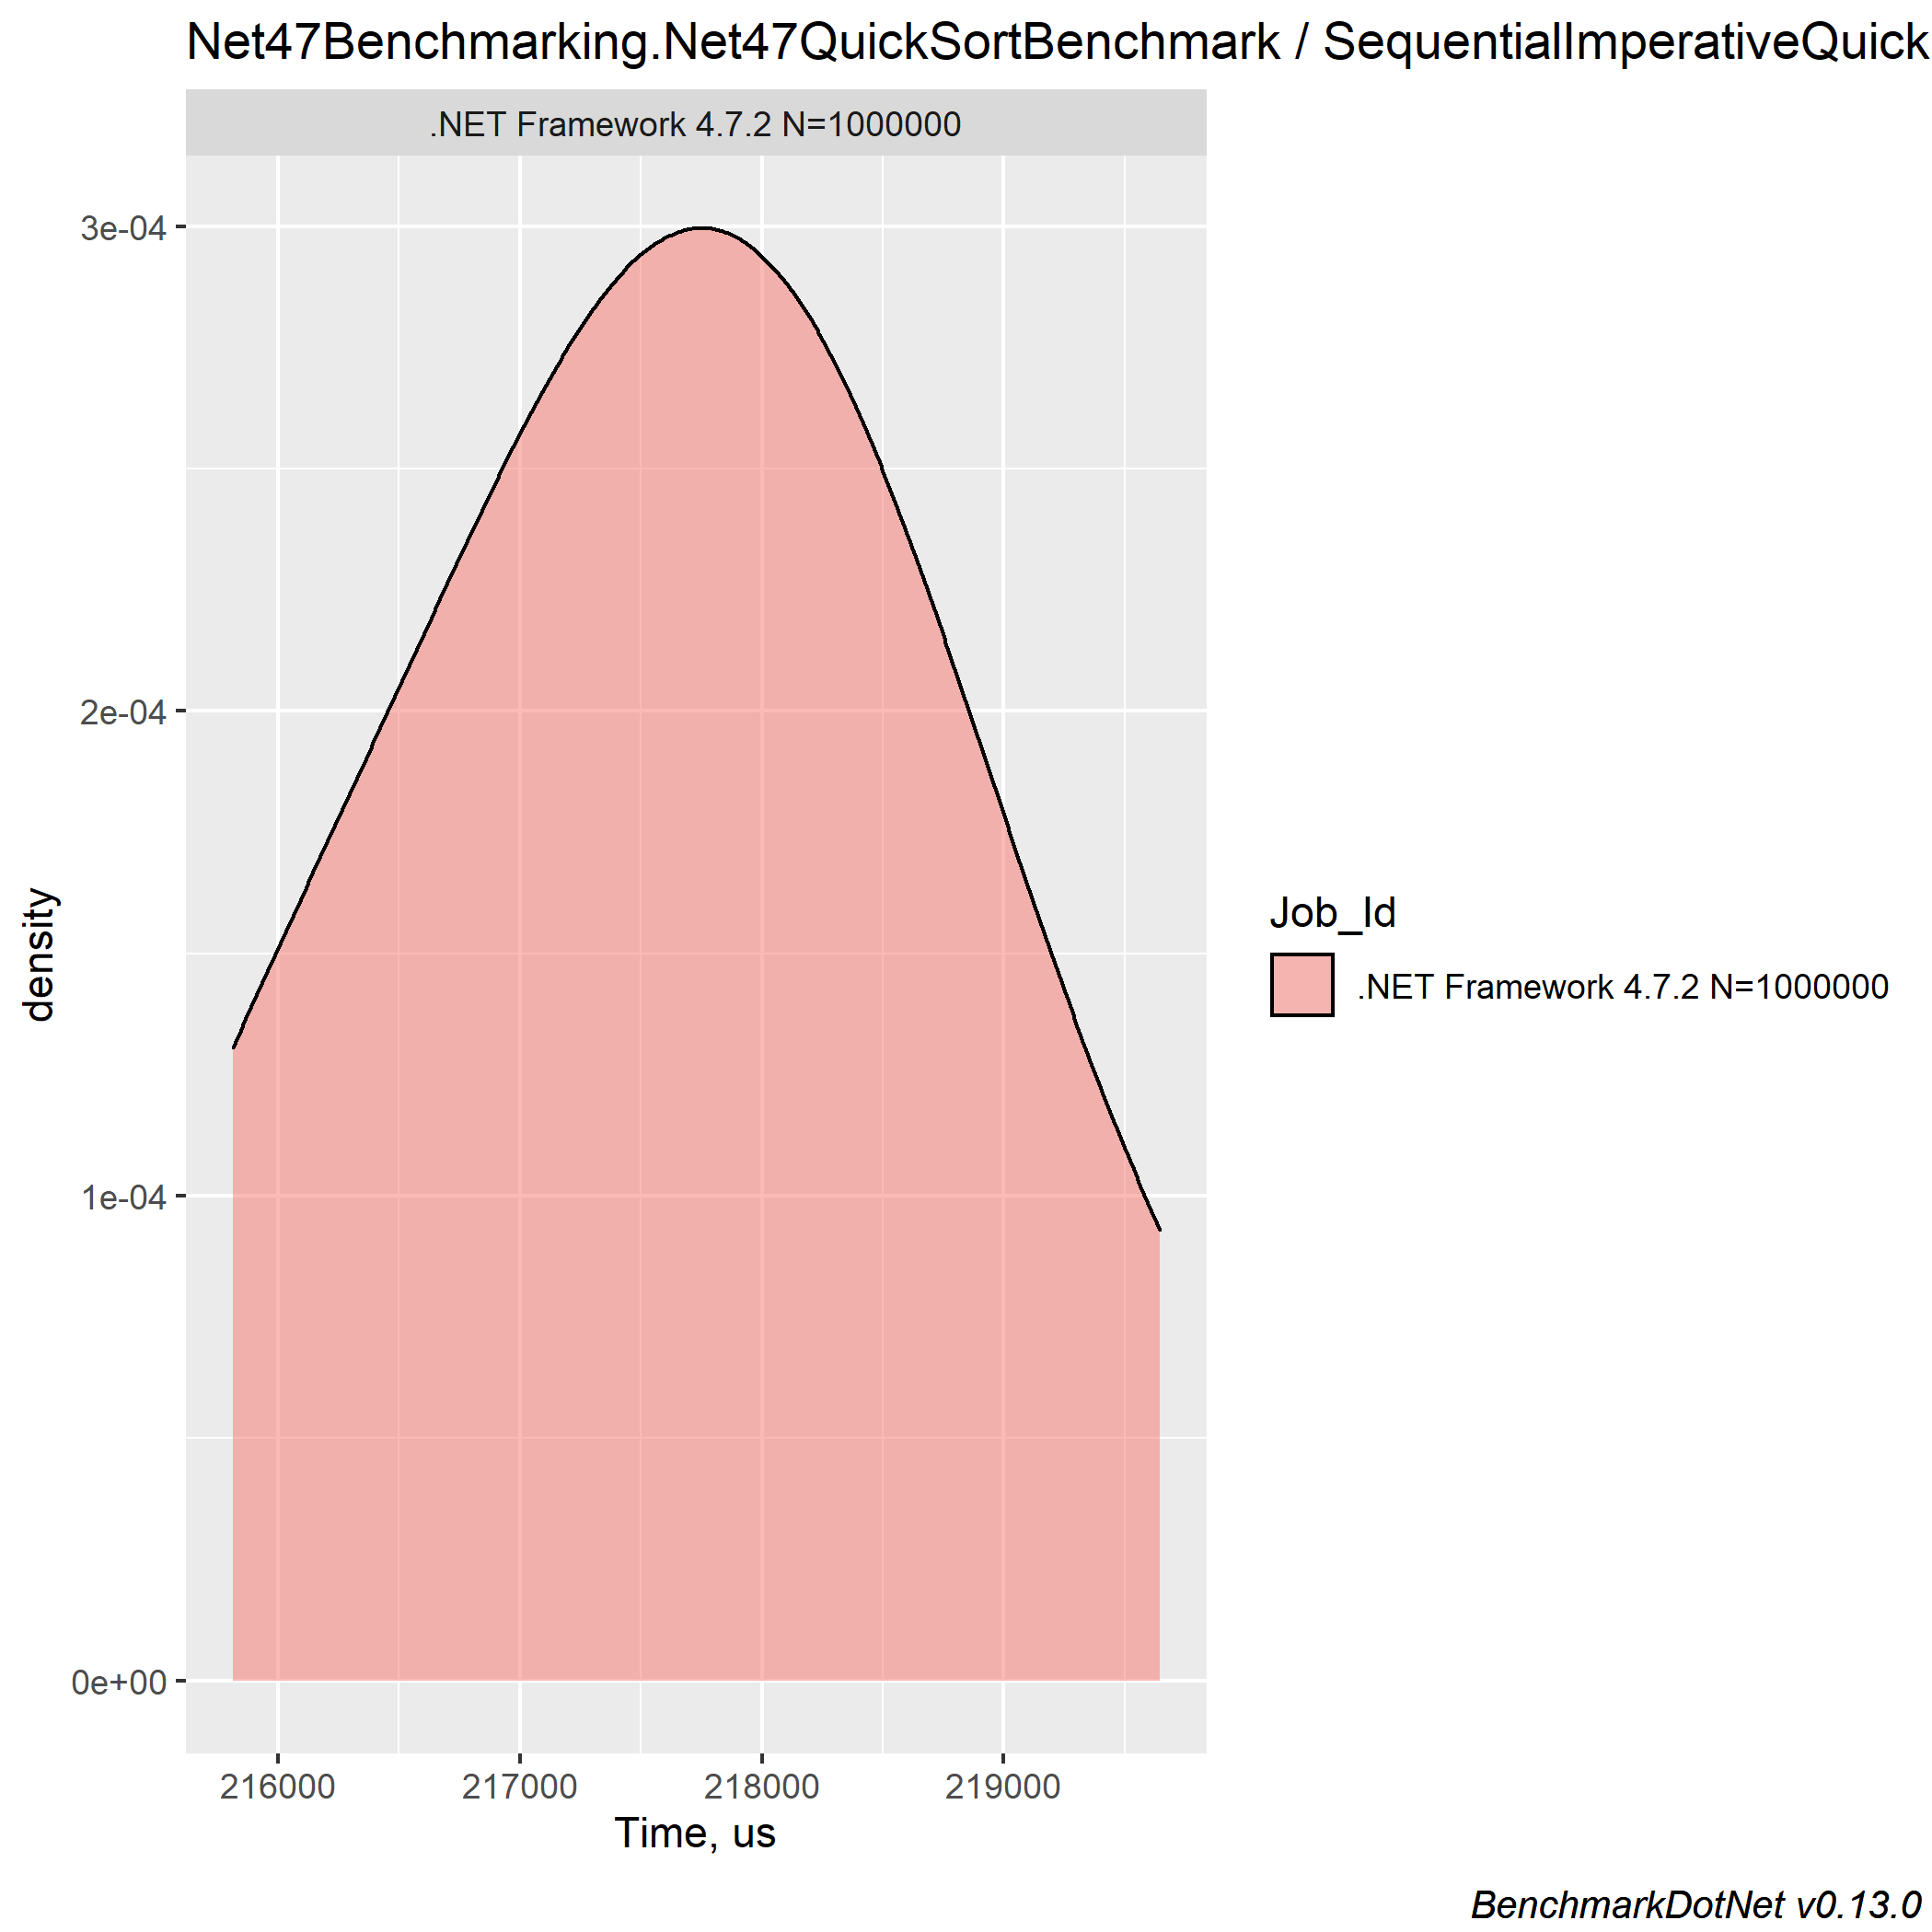 Net47Benchmarking.Net47QuickSortBenchmark / SequentialImperativeQuick
.NET Framework 4.7.2 N=1000000
3e-04
2e-04
1e-04
0e+00
density
216000 217000 218000 219000
Time, us
Job_Id
.NET Framework 4.7.2 N=1000000
BenchmarkDotNet v0.13.0